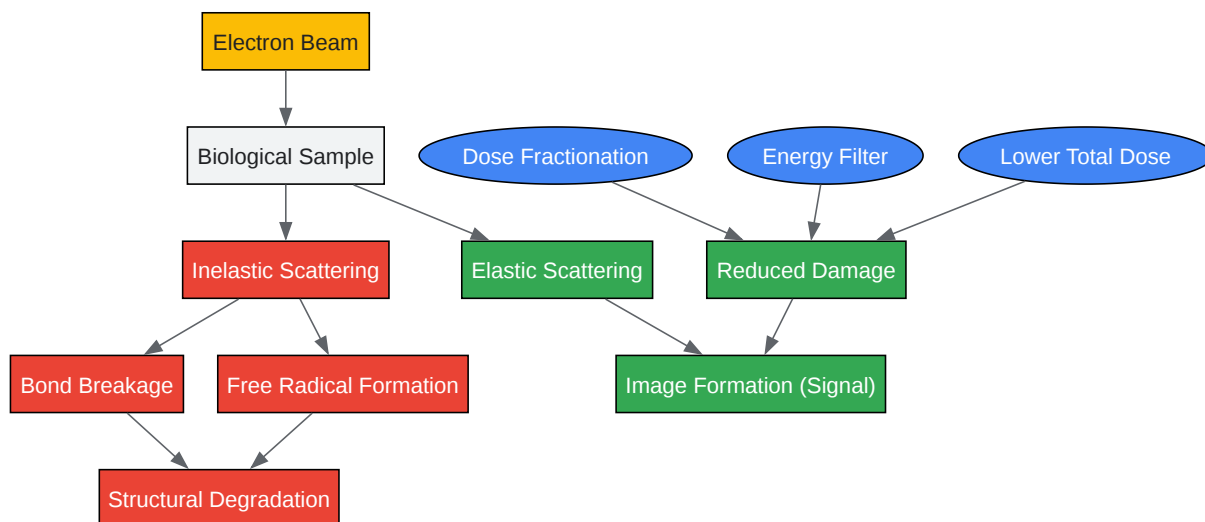 Electron Beam
Biological Sample
Dose Fractionation
Energy Filter
Lower Total Dose
Inelastic Scattering
Elastic Scattering
Reduced Damage
Bond Breakage
Free Radical Formation
Image Formation (Signal)
Structural Degradation